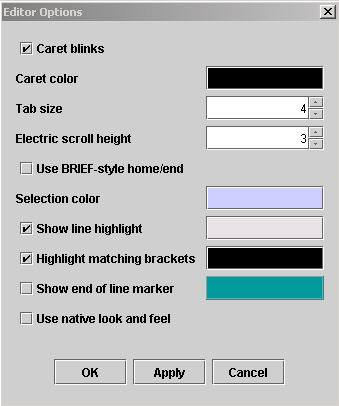 Editor Options
Caret blinks
Caret color
Tab size 4
Electric scroll height 3
Use BRIEF-style home/end
Selection color
Show line highlight
Highlight matching brackets
Show end of line marker
Use native look and feel
OK Apply Cancel